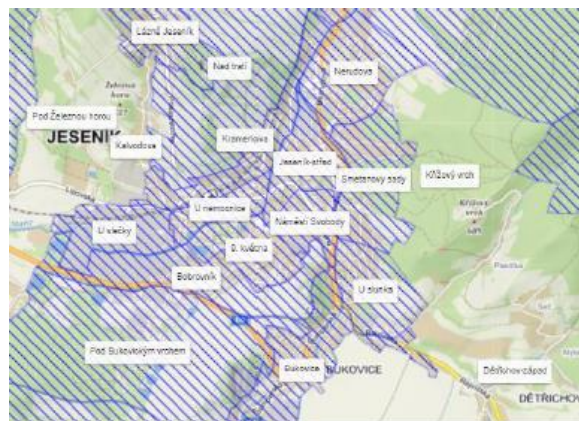 Lázně Jeseník
Nad tratí
Nerudova
Pod Železnou horou
JESENÍK
Kalvodova
Krameriova
Jeseník-střed
Smetanovy sady
Křížový vrch
U nemocnice
Náměstí Svobody
U vlečky
9. května
Bobrovník
U slunka
Pod Bukovickým vrchem
Bukovice
BUKOVICE
Dětřichov-západ
DĚTŘICHOV